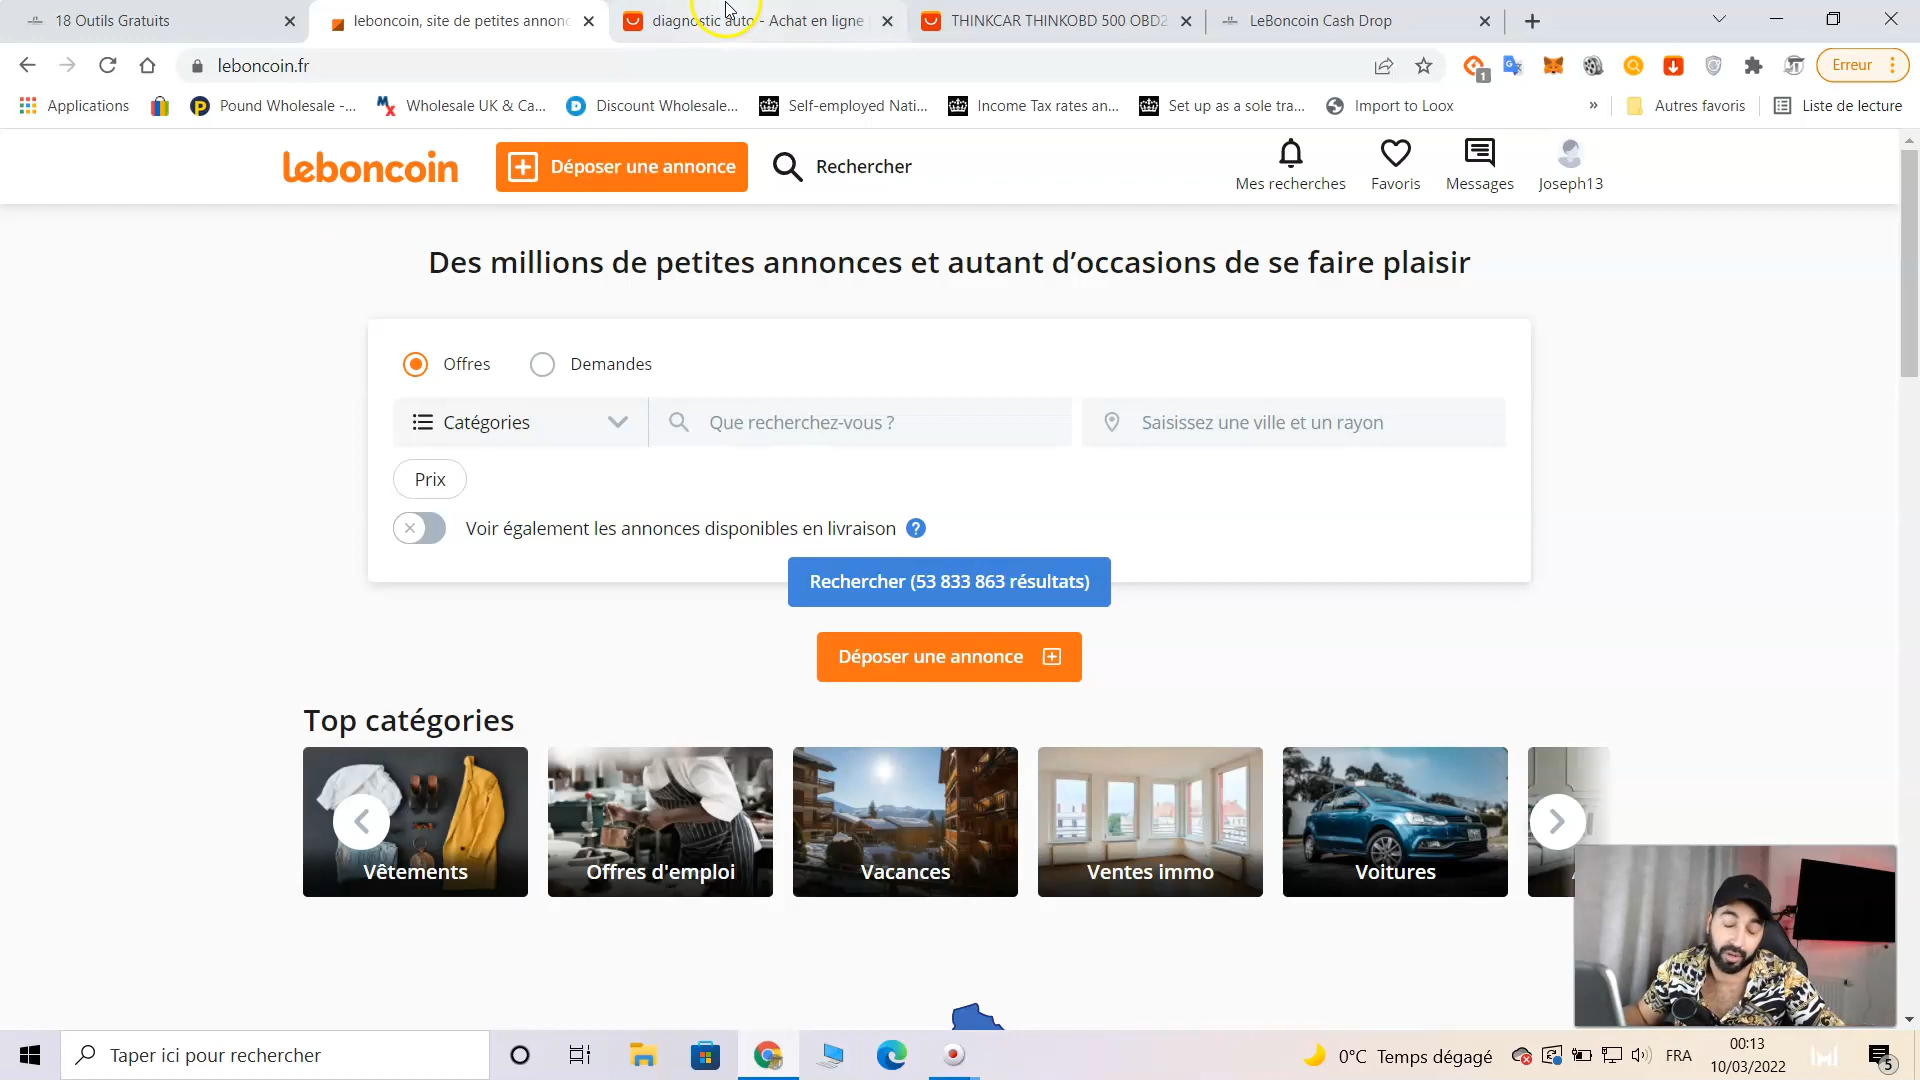 18 Outils Gratuits
leboncoin, site de petites annonc
diagnostic auto - Achat en ligne
THINKCAR THINKOBD 500 OBD2
LeBoncoin Cash Drop
leboncoin.fr
1
Erreur
Applications
Pound Wholesale -...
Wholesale UK & Ca...
Discount Wholesale...
Self-employed Nati...
Income Tax rates an...
Set up as a sole tra...
Import to Loox
»
Autres favoris
Liste de lecture
leboncoin
Déposer une annonce
Rechercher
Mes recherches
Favoris
Messages
Joseph13
Des millions de petites annonces et autant d’occasions de se faire plaisir
Offres
Demandes
Catégories
Que recherchez-vous ?
Saisissez une ville et un rayon
Prix
Voir également les annonces disponibles en livraison
?
Rechercher (53 833 863 résultats)
Déposer une annonce
Top catégories
Vêtements
Offres d'emploi
Vacances
Ventes immo
Voitures
Taper ici pour rechercher
0°C Temps dégagé
FRA
00:13
10/03/2022
5